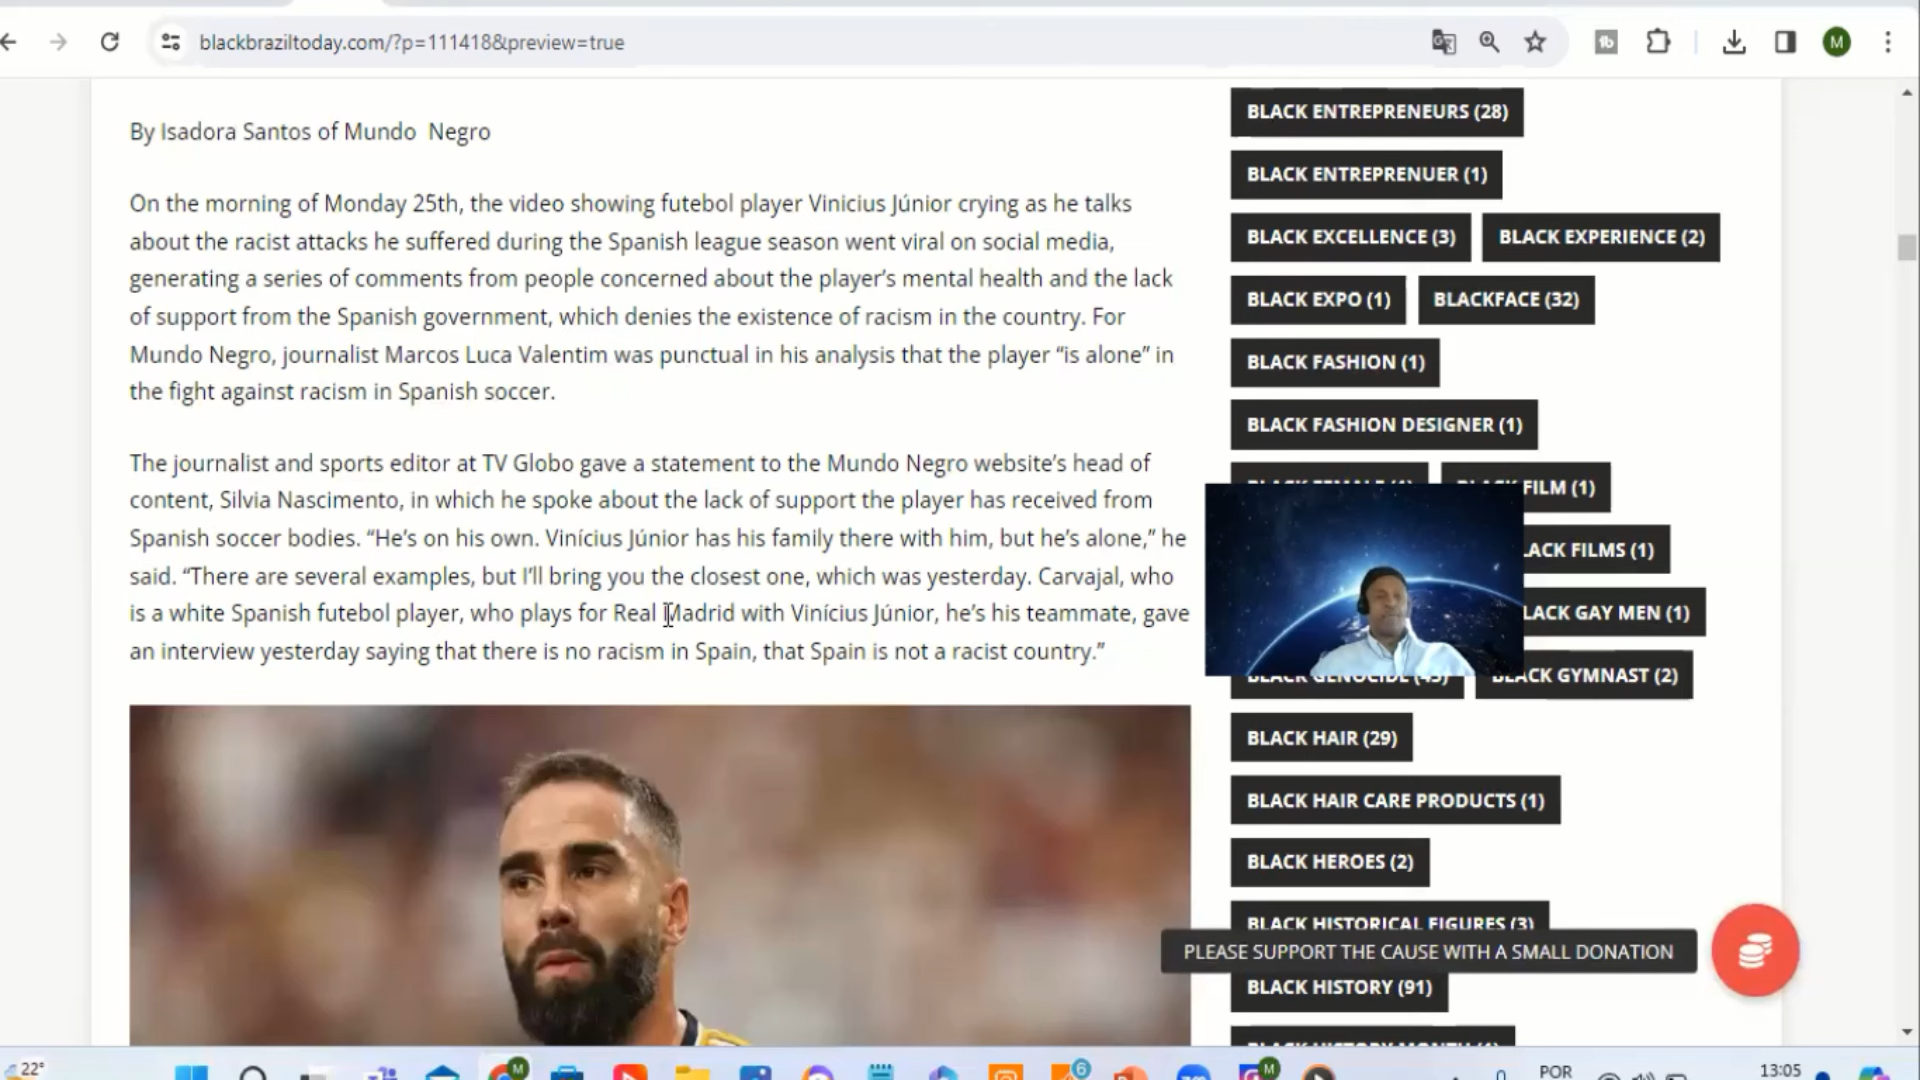 blackbraziltoday.com/?p=111418&preview=true
M
By Isadora Santos of Mundo Negro
On the morning of Monday 25th, the video showing futebol player Vinicius Júnior crying as he talks
about the racist attacks he suffered during the Spanish league season went viral on social media,
generating a series of comments from people concerned about the player's mental health and the lack
of support from the Spanish government, which denies the existence of racism in the country. For
Mundo Negro, journalist Marcos Luca Valentim was punctual in his analysis that the player “is alone” in
the fight against racism in Spanish soccer.
The journalist and sports editor at TV Globo gave a statement to the Mundo Negro website's head of
content, Silvia Nascimento, in which he spoke about the lack of support the player has received from
Spanish soccer bodies. “He's on his own. Vinícius Júnior has his family there with him, but he's alone,” he
said. “There are several examples, but I'll bring you the closest one, which was yesterday. Carvajal, who
is a white Spanish futebol player, who plays for Real Madrid with Vinícius Júnior, he's his teammate, gave
an interview yesterday saying that there is no racism in Spain, that Spain is not a racist country.”
BLACK ENTREPRENEURS (28)
BLACK ENTREPRENUER (1)
BLACK EXCELLENCE (3) BLACK EXPERIENCE (2)
BLACK EXPO (1) BLACKFACE (32)
BLACK FASHION (1)
BLACK FASHION DESIGNER (1)
FILM (1)
LACK FILMS (1)
LACK GAY MEN (1)
BLACK GENOCIDE BLACK GYMNAST (2)
BLACK HAIR (29)
BLACK HAIR CARE PRODUCTS (1)
BLACK HEROES (2)
BLACK HISTORICAL FIGURES (3)
PLEASE SUPPORT THE CAUSE WITH A SMALL DONATION
BLACK HISTORY (91)
BLACK HISTORY MONTH
22°
M
6
M
POR
13:05